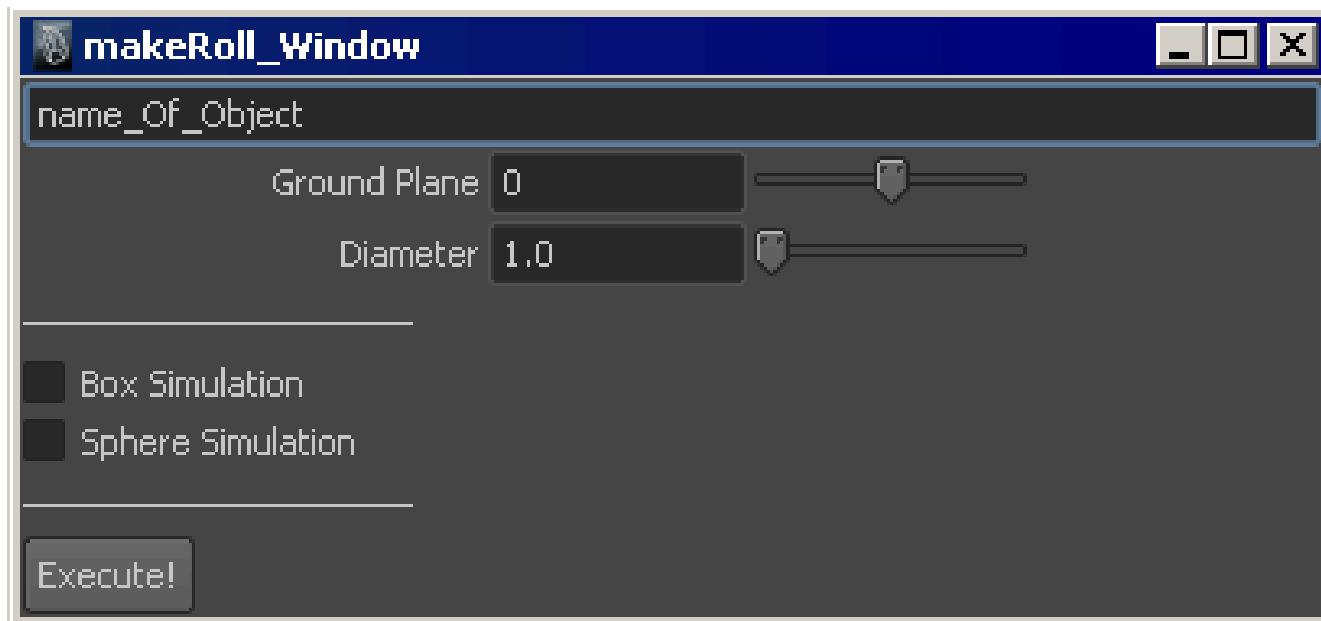 makeRoll_Window
name_Of_Object
Ground Plane 0
Diameter 1.0
Box Simulation
Sphere Simulation
Execute!